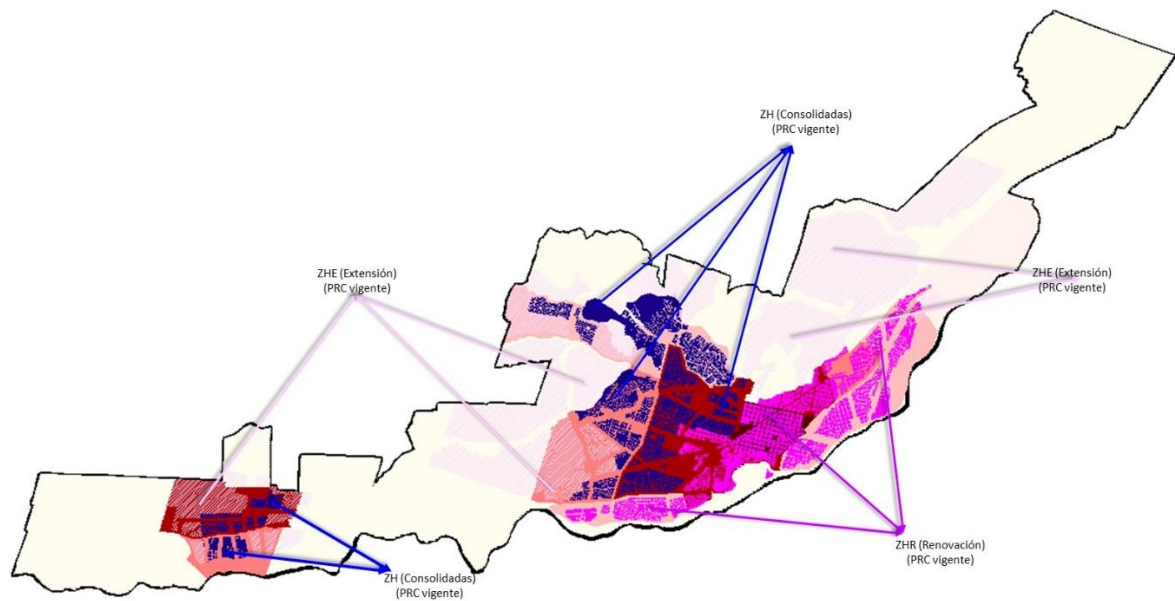 ZH (Consolidadas)
(PRC vigente)
ZHE (Extensión)
(PRC vigente)
ZHE (Extensión)
(PRC vigente)
ZHR (Renovación)
(PRC vigente)
ZH (Consolidadas)
(PRC vigente)